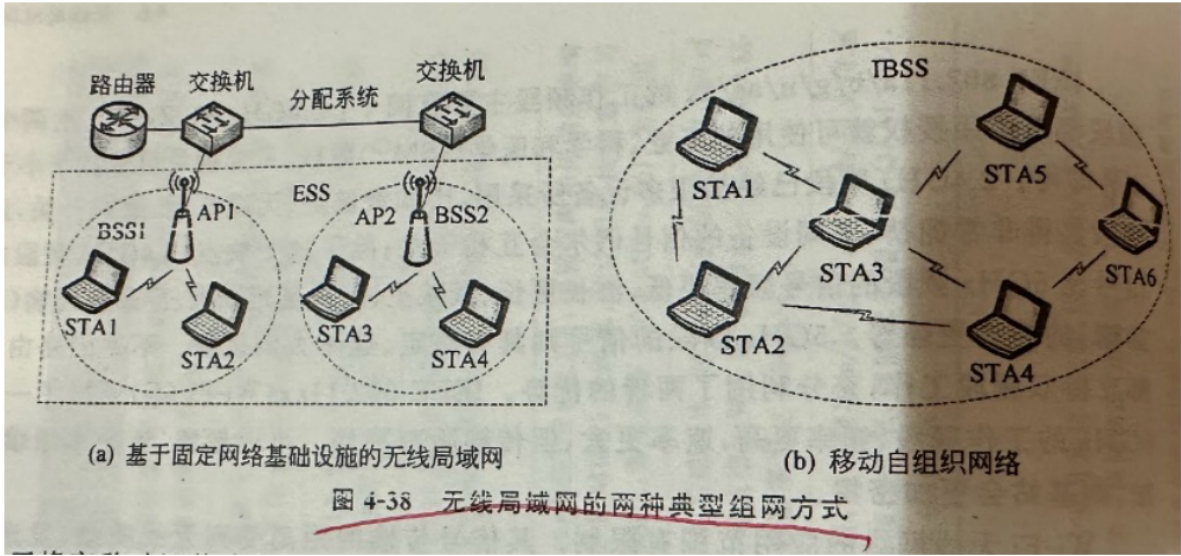 路由器
交换机
分配系统
交换机
ESS
BSS1
AP1
AP2
BSS2
STA1
STA2
STA3
STA4
IBSS
STA1
STA5
STA3
STA6
STA2
STA4
(a) 基于固定网络基础设施的无线局域网
(b) 移动自组织网络
图 4-38 无线局域网的两种典型组网方式